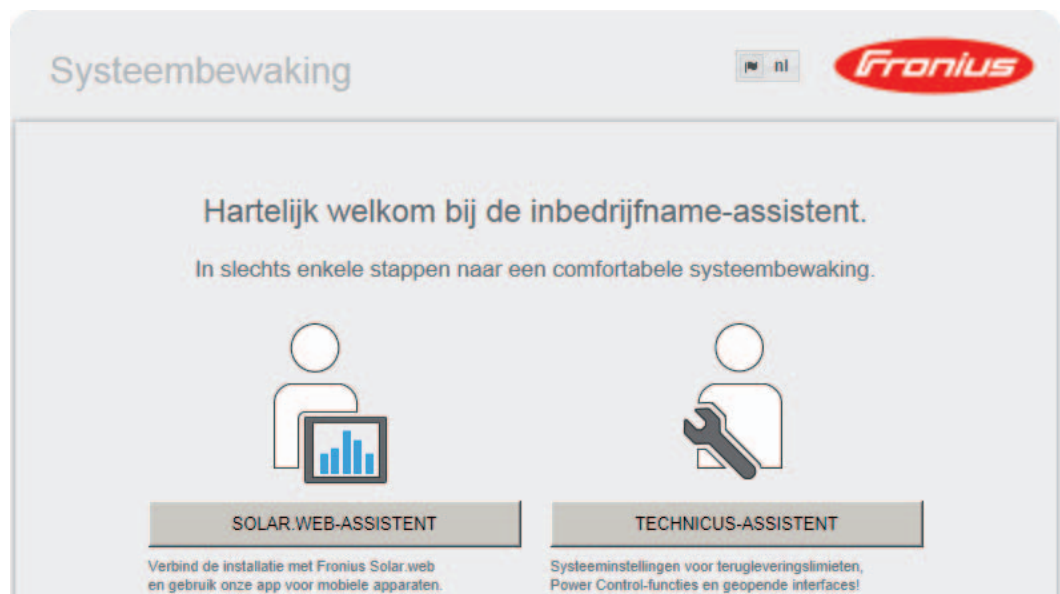 Systeembewaking
nl
Fronius
Hartelijk welkom bij de inbedrijfname-assistent.
In slechts enkele stappen naar een comfortabele systeembewaking.
SOLAR.WEB-ASSISTENT
TECHNICUS-ASSISTENT
Verbind de installatie met Fronius Solar.web
en gebruik onze app voor mobiele apparaten.
Systeeminstellingen voor terugleveringslimieten,
Power Control-functies en geopende interfaces!